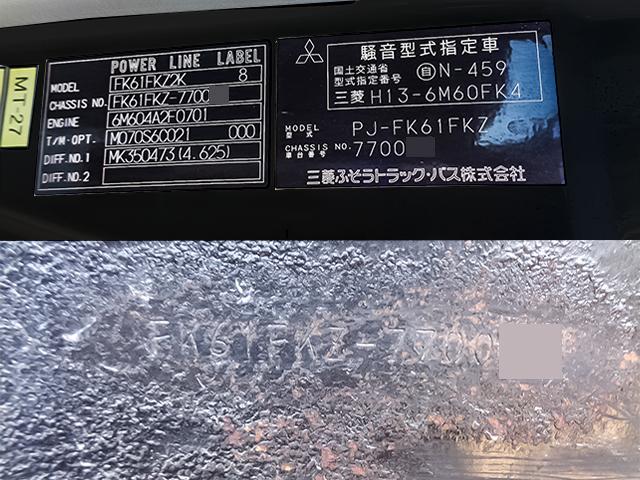 MT-27
POWER LINE LABEL
MODEL FK61FKZ2K 8
CHASSIS NO. FK61FKZ-7700
ENGINE 6M604A2E0701
T/M・OPT. M070S60021 000
DIFF.NO.1 MK350473(4.625)
DIFF.NO.2
騒音型式指定車
国土交通省
型式指定番号 自N-459
三菱 H13-6M60FK4
MODEL
型式 PJ-FK61FKZ
CHASSIS NO.
車台番号 7700
三菱ふそうトラック・バス株式会社
FK61FKZ-7700